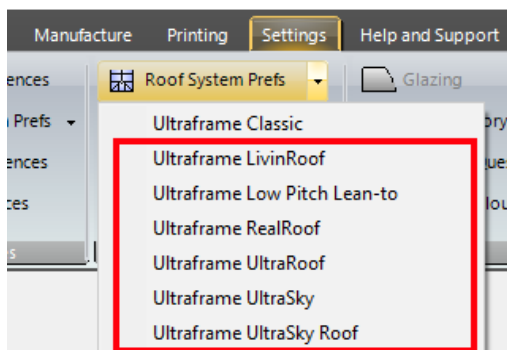 Manufacture Printing Settings Help and Support
ences Roof System Prefs Glazing
Prefs Ultraframe Classic
ences Ultraframe LivinRoof
Ultraframe Low Pitch Lean-to
Ultraframe RealRoof
Ultraframe UltraRoof
Ultraframe UltraSky
Ultraframe UltraSky Roof